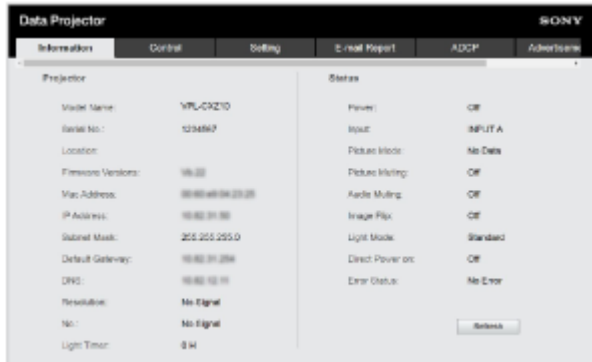 Data Projector
SONY
Information Control Setting E-mail Report ADCP
Projector
Model Name: VPL-CXZ10
Serial No.: 1234567
Location:
Firmware Versions:
Mac Address:
IP Address:
Subnet Mask: 255.255.255.0
Default Gateway:
DNS:
Resolution: No Signal
No.: No Signal
Light Timer: 0 H
Status
Power: Off
Input: INPUT A
Picture Mode: No Data
Picture Muting: Off
Audio Muting: Off
Image Flip: Off
Light Mode: Standard
Direct Power on: Off
Error Status: No Error
Refresh